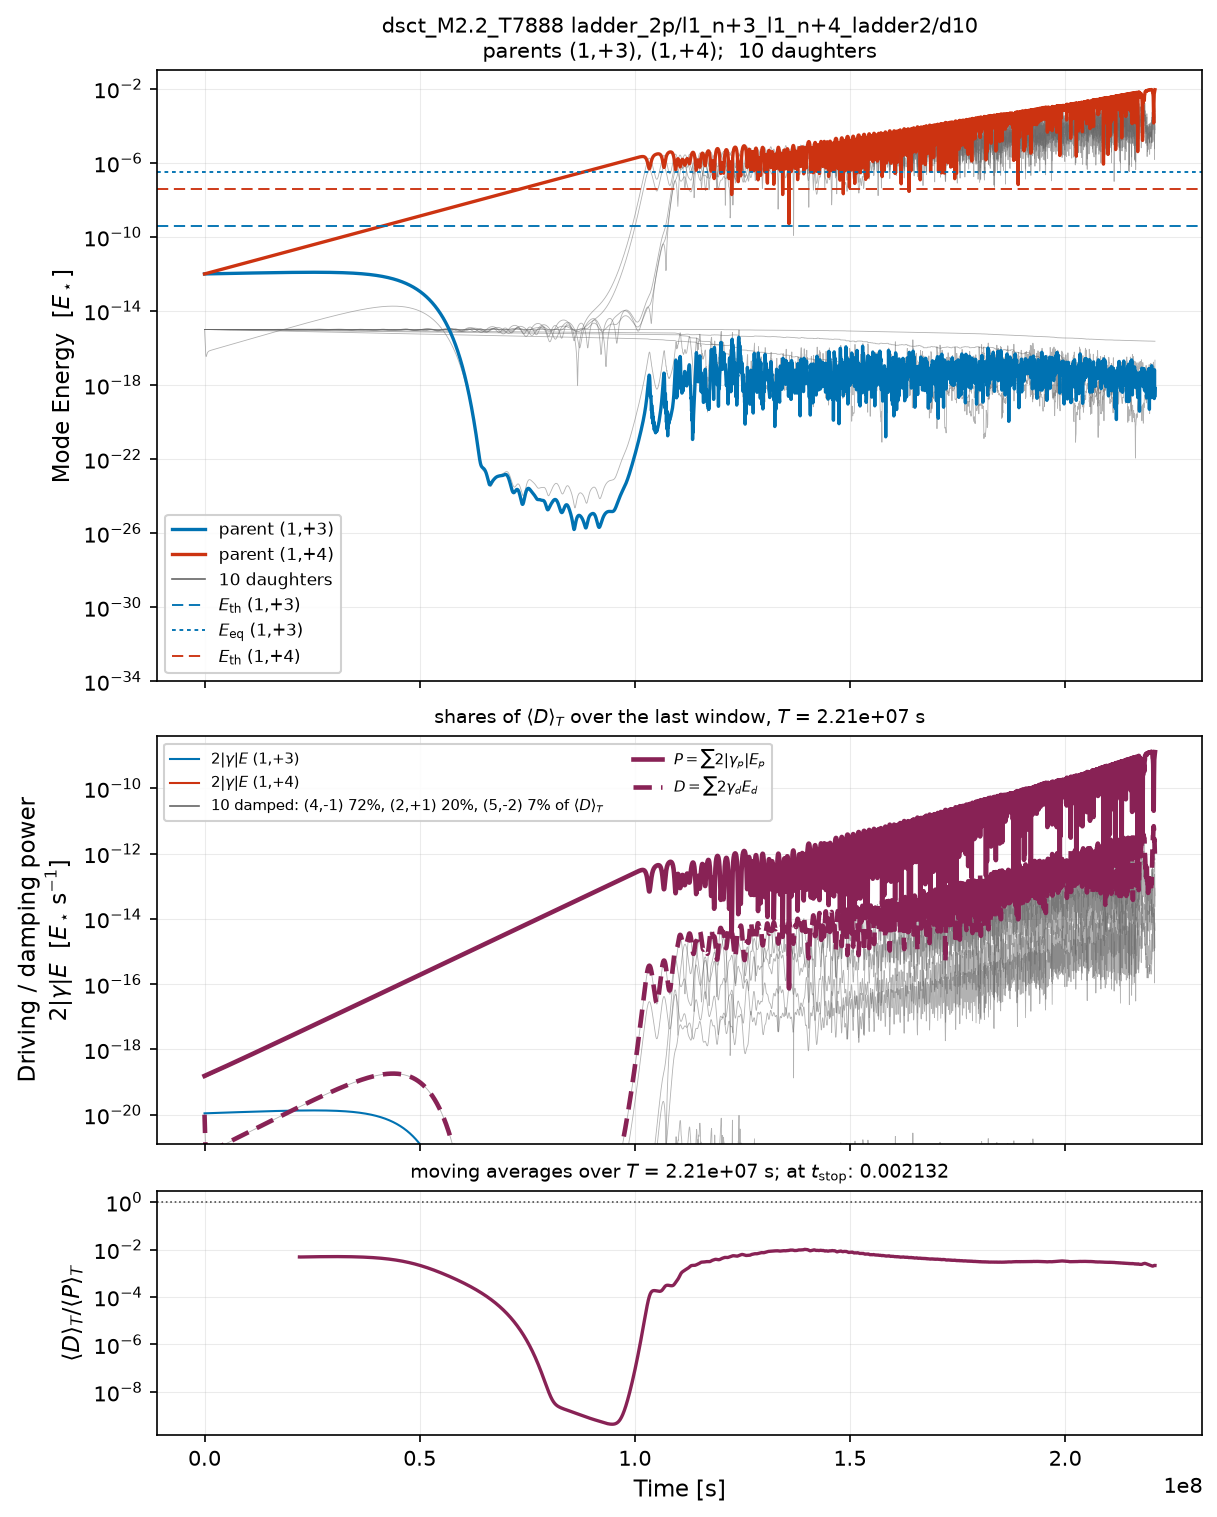 dsct_M2.2_T7888 ladder_2p/l1_n+3_l1_n+4_ladder2/d10
parents (1,+3), (1,+4);  10 daughters
Mode Energy  [E⋆]
10⁻²
10⁻⁶
10⁻¹⁰
10⁻¹⁴
10⁻¹⁸
10⁻²²
10⁻²⁶
10⁻³⁰
10⁻³⁴
parent (1,+3)
parent (1,+4)
10 daughters
E_th (1,+3)
E_eq (1,+3)
E_th (1,+4)
shares of ⟨D⟩_T over the last window, T = 2.21e+07 s
Driving / damping power
2|γ|E  [E⋆ s⁻¹]
10⁻¹⁰
10⁻¹²
10⁻¹⁴
10⁻¹⁶
10⁻¹⁸
10⁻²⁰
2|γ|E (1,+3)
2|γ|E (1,+4)
10 damped: (4,-1) 72%, (2,+1) 20%, (5,-2) 7% of ⟨D⟩_T
P = ∑2|γ_p|E_p
D = ∑2γ_d E_d
moving averages over T = 2.21e+07 s; at t_stop: 0.002132
⟨D⟩_T/⟨P⟩_T
10⁰
10⁻²
10⁻⁴
10⁻⁶
10⁻⁸
0.0 0.5 1.0 1.5 2.0
Time [s]
1e8